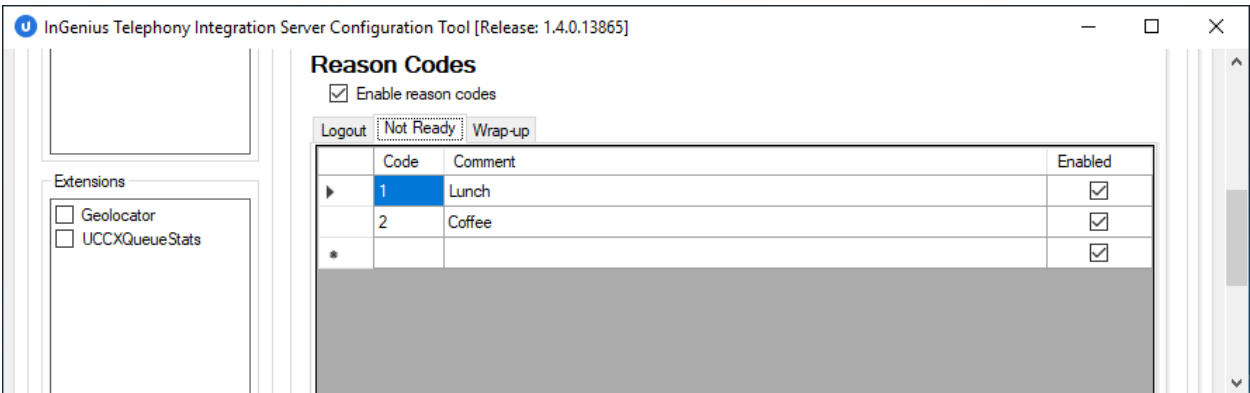 InGenius Telephony Integration Server Configuration Tool [Release: 1.4.0.13865]
Reason Codes
Enable reason codes
Logout Not Ready Wrap-up
Code Comment Enabled
1 Lunch
2 Coffee
Extensions
Geolocator
UCCXQueueStats